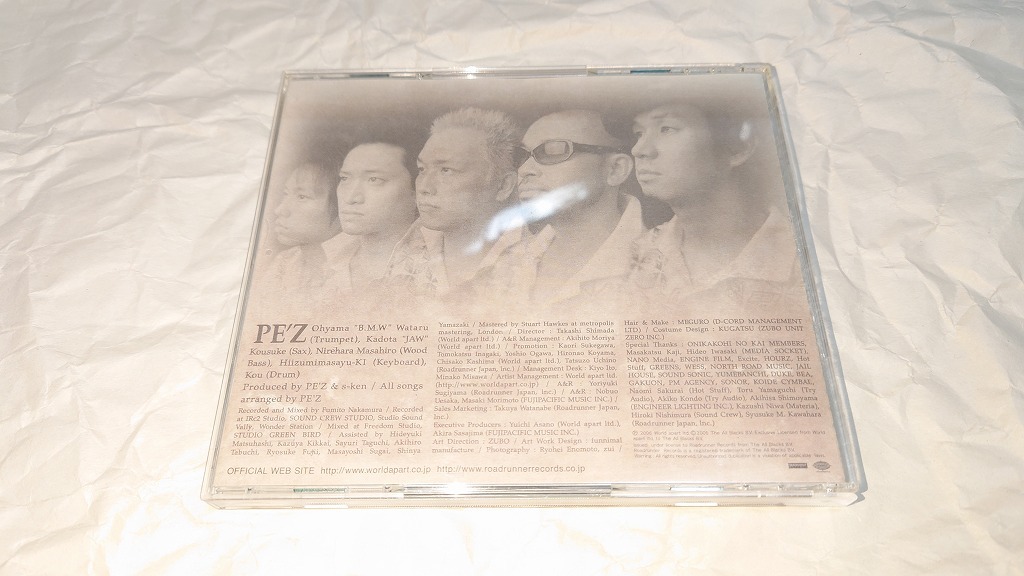 PE'Z Ohyama "B.M.W" Wataru
(Trumpet), Kadota "JAW"
Kousuke (Sax), Nirehara Masahiro (Wood
Bass), Hiizumimasayu-Ki (Keyboard),
Kou (Drum)
Produced by PE'Z & s-ken / All songs
arranged by PE'Z
Recorded and Mixed by Fumito Nakamura / Recorded
at IRc2 Studio, SOUND CREW STUDIO, Studio Sound
Vally, Wonder Station / Mixed at Freedom Studio,
STUDIO GREEN BIRD / Assisted by Hideyuki
Matsuhashi, Kazuya Kikkai, Sayuri Taguchi, Akihiro
Tabuchi, Ryosuke Fujii, Masayoshi Sugai, Shinya
Yamazaki / Mastered by Stuart Hawkes at metropolis
mastering, London / Director : Takashi Shimada
(World apart ltd.) / A&R Management : Akihito Moriya
(World apart ltd.) / Promotion : Kaori Sukegawa,
Tomokatsu Inagaki, Yoshio Ogawa, Hironao Koyama,
Chisako Kashima (World apart ltd.) Tatsuzo Uchino
(Roadrunner Japan, Inc.) / Management Desk : Kiyo Ito,
Minako Misawa / Artist Management : World apart ltd.
(http://www.worldapart.co.jp) / A&R : Yoriyuki
Sugiyama (Roadrunner Japan, Inc.) / A&R : Nobue
Uesaka, Masaki Morimoto (FUJIPACIFIC MUSIC INC.) /
Sales Marketing : Takuya Watanabe (Roadrunner Japan,
Inc.)
Executive Producers : Yuichi Asano (World apart ltd.),
Akira Sasajima (FUJIPACIFIC MUSIC INC.)
Art Direction : ZUBO / Art Work Design : funnimal
manufacture / Photography : Ryohei Enomoto, zui /
Hair & Make : MEGURO (D-CORD MANAGEMENT
LTD) / Costume Design : KUGATSU (ZUBO UNIT
ZERO INC.)
Special Thanks : ONIKAKOHI NO KAI MEMBERS,
Masakatsu Kaji, Hideo Iwasaki (MEDIA SOCKET),
NANO Media, ENGINE FILM, Excite, HOURZ, Hot
Stuff, GREENS, WESS, NORTH ROAD MUSIC, JAIL
HOUSE, SOUND SODECK, YUMEBANCHI, DUKE, BEA,
GAKUON, PM AGENCY, SONOR, KOIDE CYMBAL,
Naomi Sakurai (Hot Stuff), Toru Yamaguchi (Try
Audio), Akiko Kondo (Try Audio), Akihisa Shimoyama
(ENGINEER LIGHTING INC.), Kazushi Niwa (Materia),
Hiroki Nishimura (Sound Crew), Syusuke M. Kawahara
(Roadrunner Japan, Inc.)
OFFICIAL WEB SITE http://www.worldapart.co.jp http://www.roadrunnerrecords.co.jp